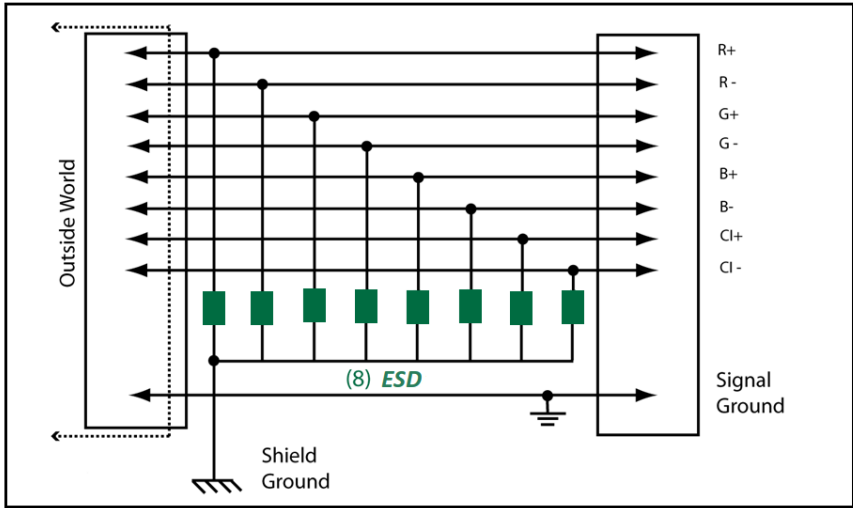 Outside World
R+
R -
G+
G -
B+
B-
Cl+
Cl -
(8) ESD
Signal
Ground
Shield
Ground